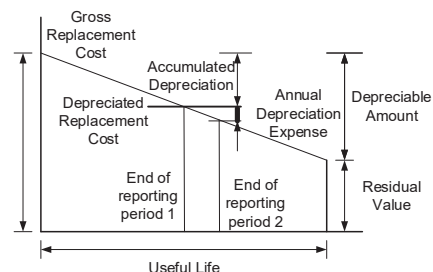 Gross
Replacement
Cost
Accumulated
Depreciation
Depreciated
Replacement
Cost
Annual
Depreciation
Expense
Depreciable
Amount
End of
reporting
period 1
End of
reporting
period 2
Residual
Value
Useful Life